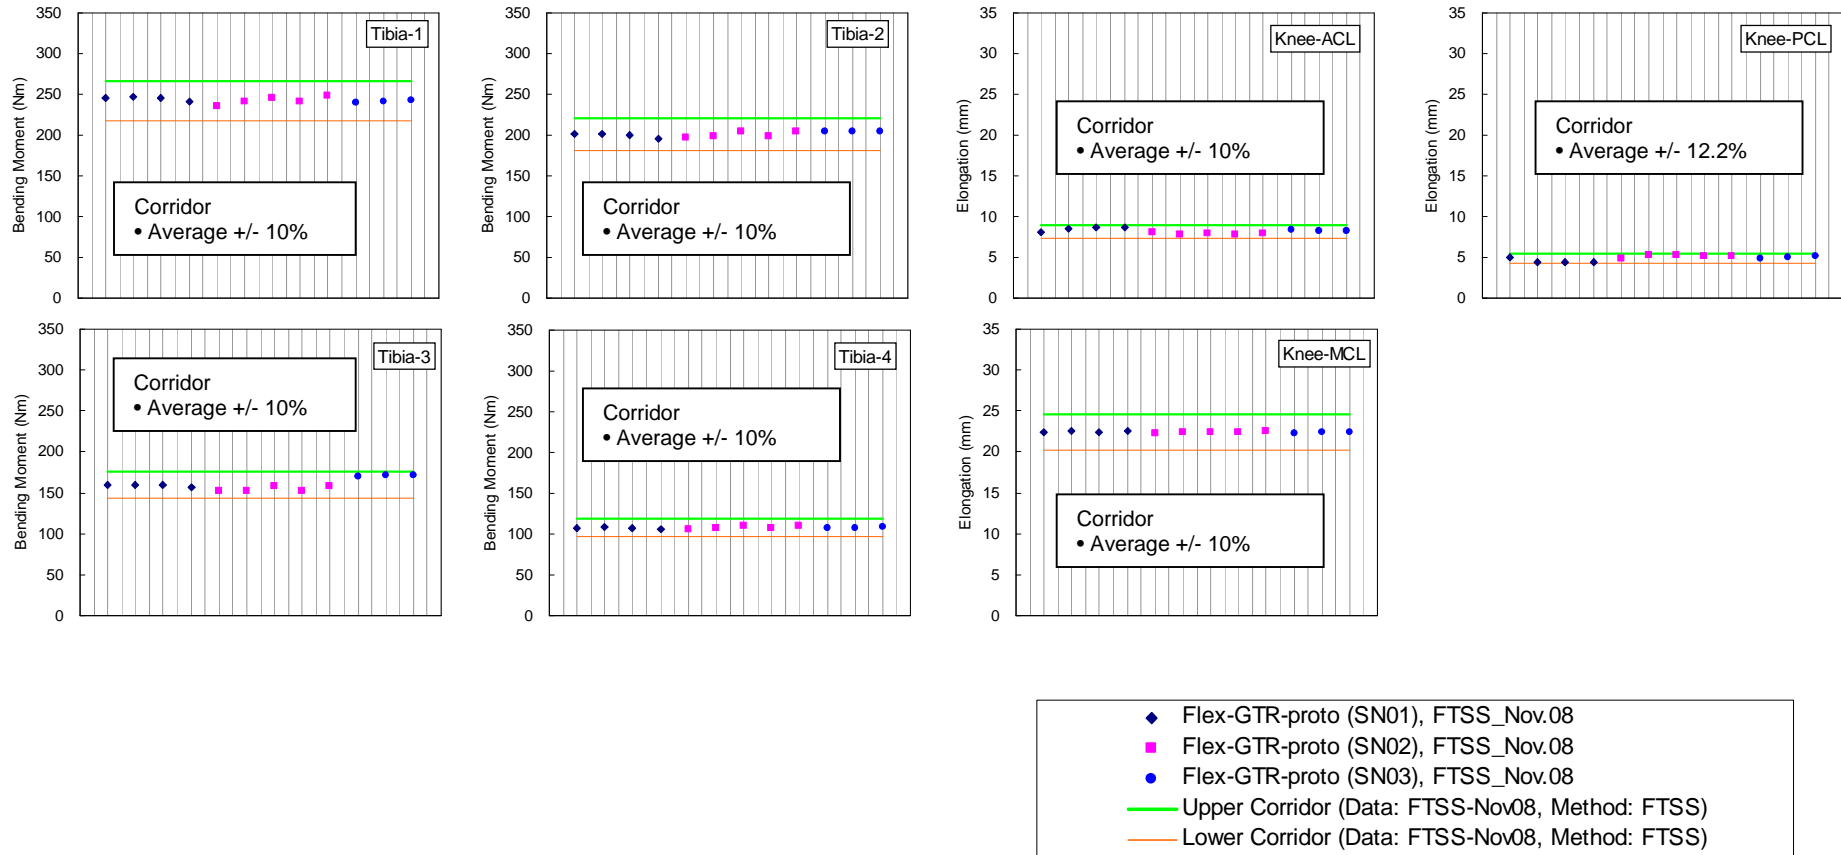 Tibia-1
Bending Moment (Nm)
350
300
250
200
150
100
50
0
Corridor
• Average +/- 10%
Tibia-2
Bending Moment (Nm)
350
300
250
200
150
100
50
0
Corridor
• Average +/- 10%
Knee-ACL
Elongation (mm)
35
30
25
20
15
10
5
0
Corridor
• Average +/- 10%
Knee-PCL
Elongation (mm)
35
30
25
20
15
10
5
0
Corridor
• Average +/- 12.2%
Tibia-3
Bending Moment (Nm)
350
300
250
200
150
100
50
0
Corridor
• Average +/- 10%
Tibia-4
Bending Moment (Nm)
350
300
250
200
150
100
50
0
Corridor
• Average +/- 10%
Knee-MCL
Elongation (mm)
35
30
25
20
15
10
5
0
Corridor
• Average +/- 10%
Flex-GTR-proto (SN01), FTSS_Nov.08
Flex-GTR-proto (SN02), FTSS_Nov.08
Flex-GTR-proto (SN03), FTSS_Nov.08
Upper Corridor (Data: FTSS-Nov08, Method: FTSS)
Lower Corridor (Data: FTSS-Nov08, Method: FTSS)